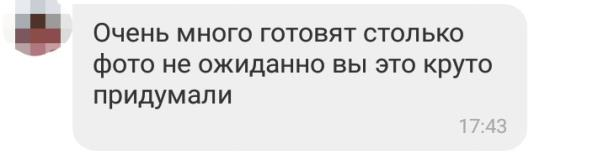 Очень много готовят столько
фото не ожиданно вы это круто
придумали
17:43